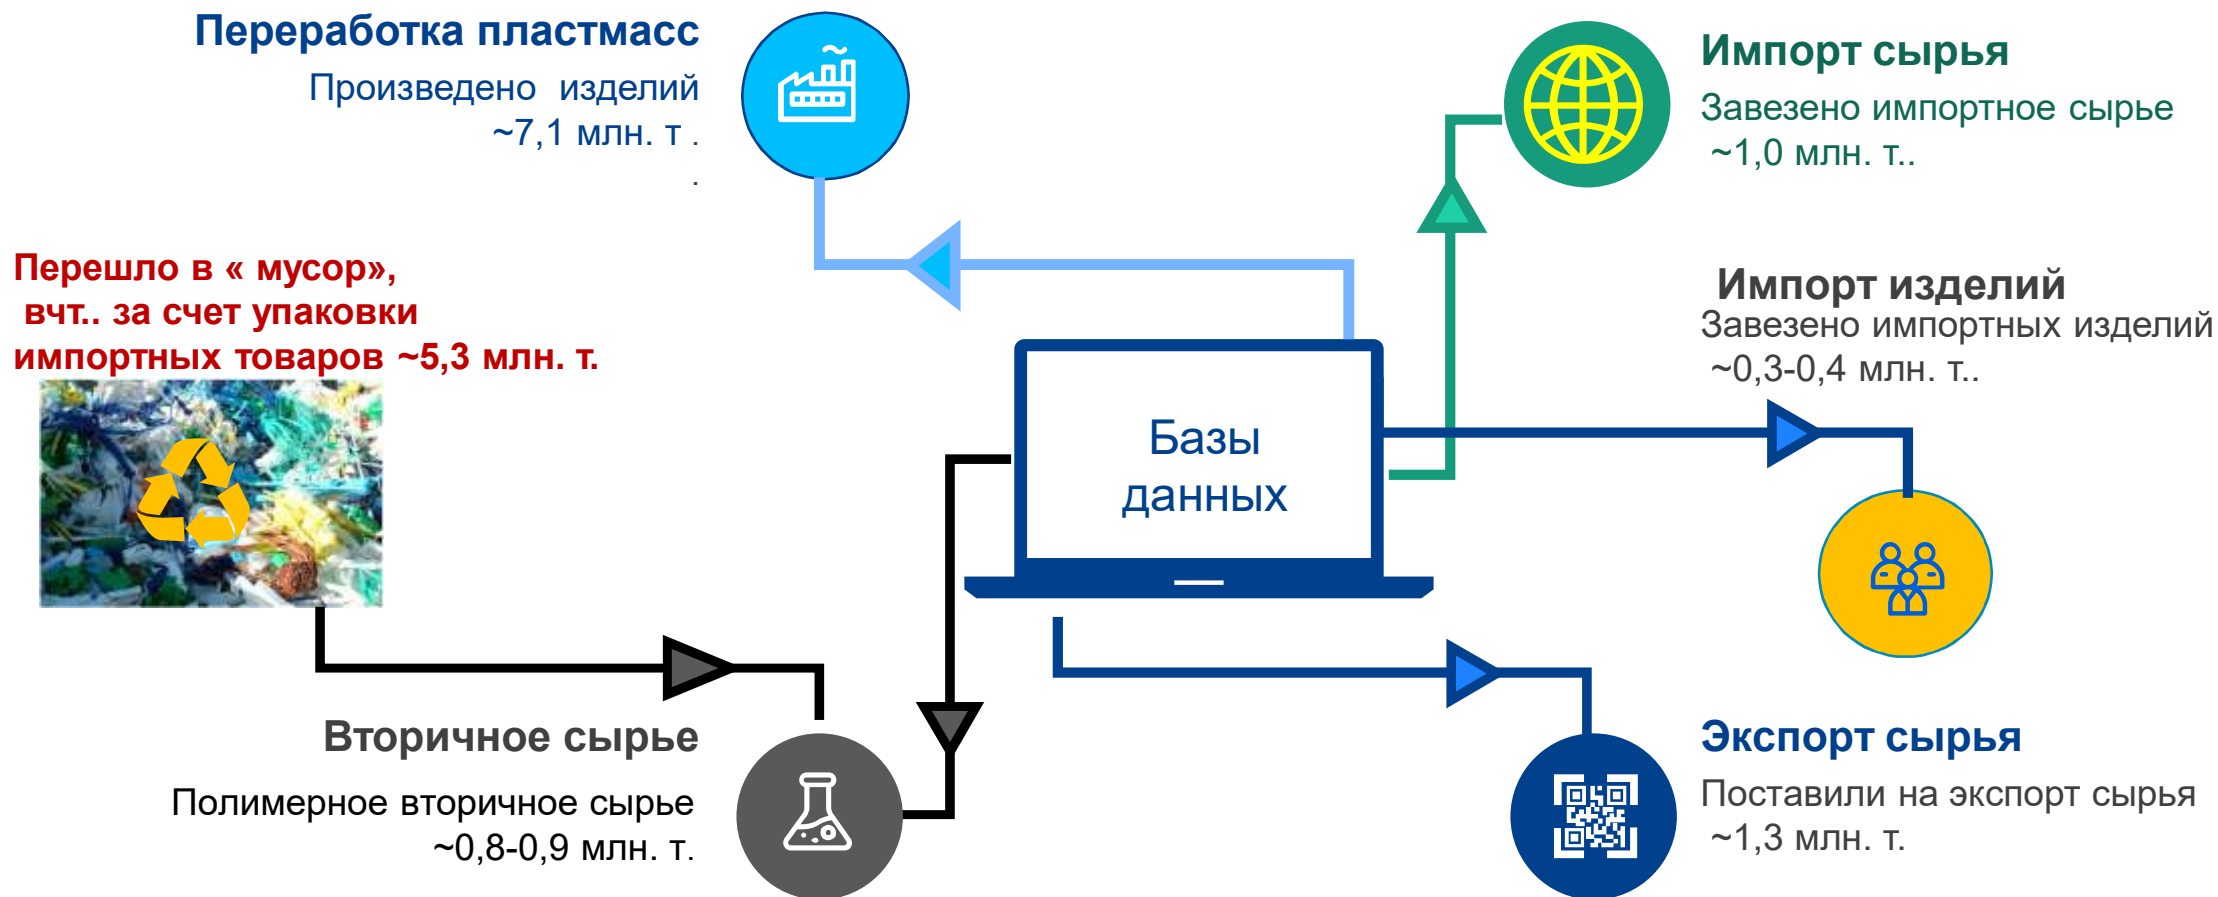 Переработка пластмасс
Произведено изделий
~7,1 млн. т .
.
Импорт сырья
Завезено импортное сырье
~1,0 млн. т..
Перешло в « мусор»,
вчт.. за счет упаковки
импортных товаров ~5,3 млн. т.
Импорт изделий
Завезено импортных изделий
~0,3-0,4 млн. т..
Базы
данных
Вторичное сырье
Полимерное вторичное сырье
~0,8-0,9 млн. т.
Экспорт сырья
Поставили на экспорт сырья
~1,3 млн. т.